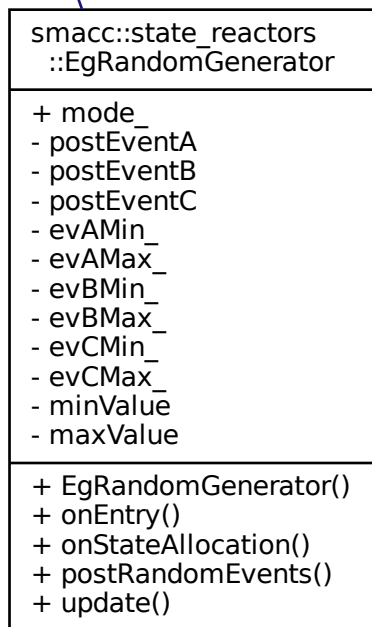 smacc::state_reactors
::EgRandomGenerator
+ mode_
- postEventA
- postEventB
- postEventC
- evAMin_
- evAMax_
- evBMin_
- evBMax_
- evCMin_
- evCMax_
- minValue
- maxValue
+ EgRandomGenerator()
+ onEntry()
+ onStateAllocation()
+ postRandomEvents()
+ update()